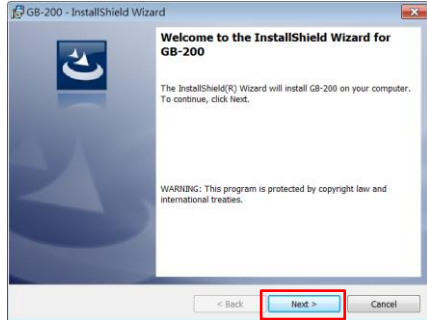 GB-200 - InstallShield Wizard
Welcome to the InstallShield Wizard for
GB-200
The InstallShield(R) Wizard will install GB-200 on your computer.
To continue, click Next.
WARNING: This program is protected by copyright law and
international treaties.
< Back
Next >
Cancel